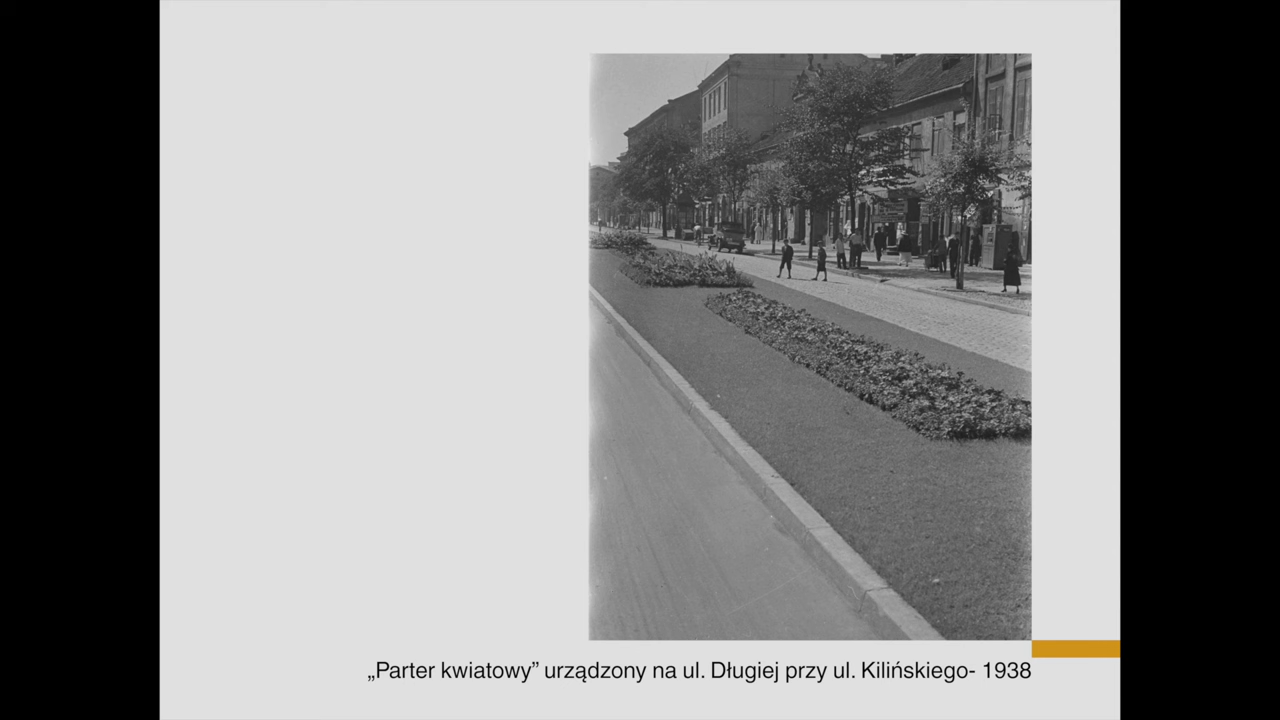 „Parter kwiatowy” urządzony na ul. Długiej przy ul. Kilińskiego- 1938